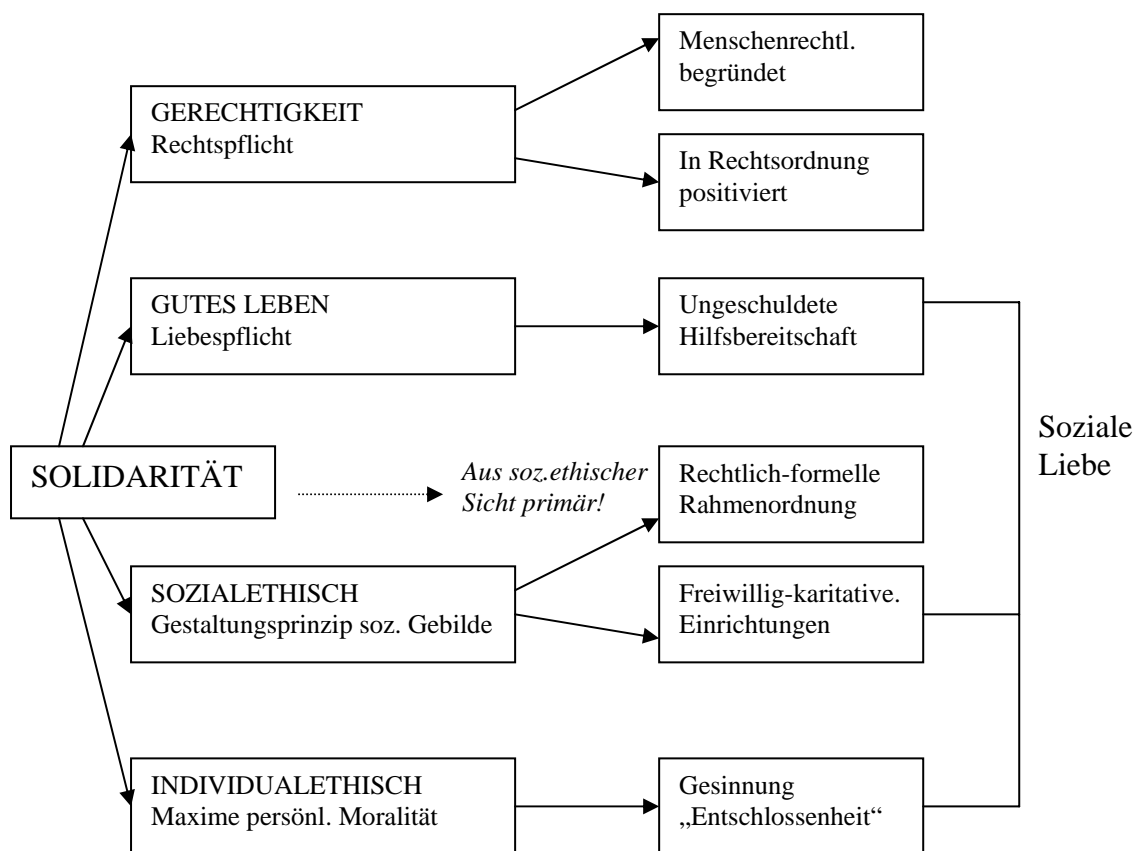 Menschenrechtl.
begründet
GERECHTIGKEIT
Rechtspflicht
In Rechtsordnung
positiviert
GUTES LEBEN
Liebespflicht
Ungeschuldete
Hilfsbereitschaft
Soziale
Liebe
SOLIDARITÄT
Aus soz.ethischer
Sicht primär!
Rechtlich-formelle
Rahmenordnung
SOZIALETHISCH
Gestaltungsprinzip soz. Gebilde
Freiwillig-karitative.
Einrichtungen
INDIVIDUALETHISCH
Maxime persönl. Moralität
Gesinnung
„Entschlossenheit“